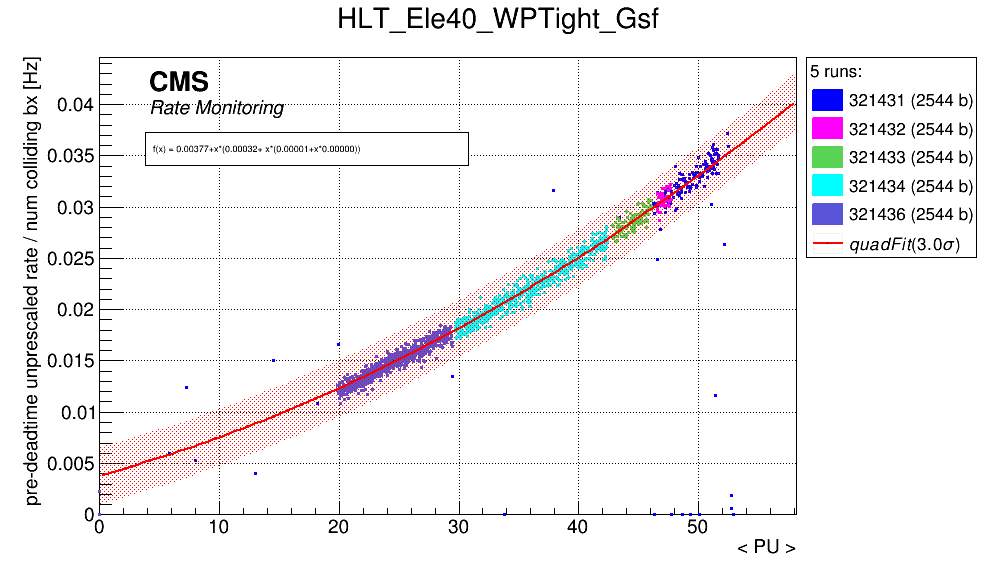 HLT_Ele40_WPTight_Gsf
pre-deadtime unprescaled rate / num colliding bx [Hz]
CMS
Rate Monitoring
f(x) = 0.00377+x*(0.00032+ x*(0.00001+x*0.00000))
0.04
0.035
0.03
0.025
0.02
0.015
0.01
0.005
0
0 10 20 30 40 50
< PU >
5 runs:
321431 (2544 b)
321432 (2544 b)
321433 (2544 b)
321434 (2544 b)
321436 (2544 b)
quadFit(3.0σ)